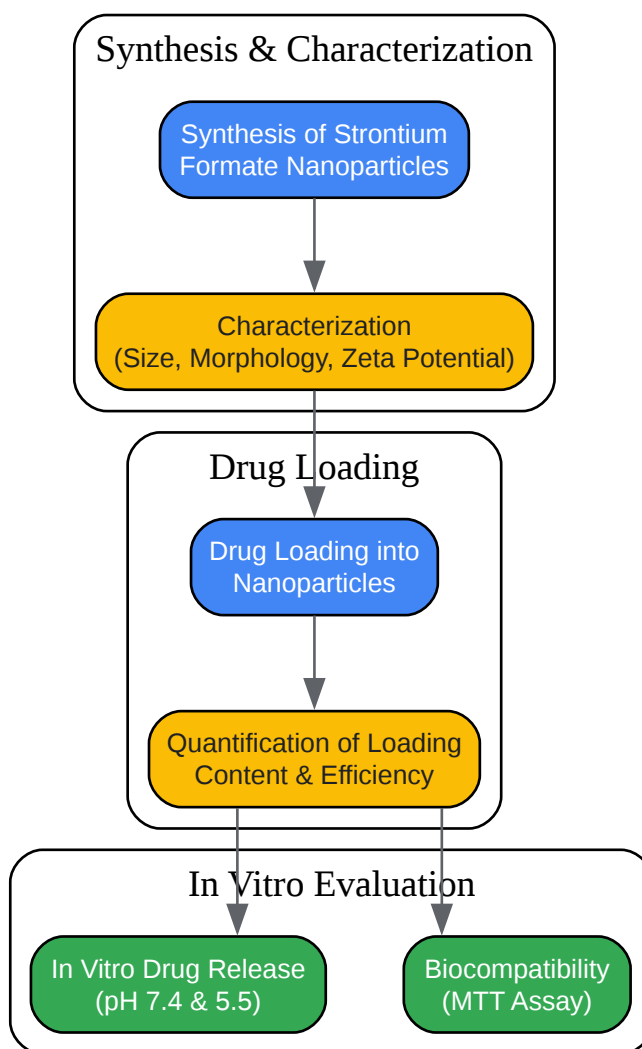 Synthesis & Characterization
Synthesis of Strontium
Formate Nanoparticles
Characterization
(Size, Morphology, Zeta Potential)
Drug Loading
Drug Loading into
Nanoparticles
Quantification of Loading
Content & Efficiency
In Vitro Evaluation
In Vitro Drug Release
(pH 7.4 & 5.5)
Biocompatibility
(MTT Assay)